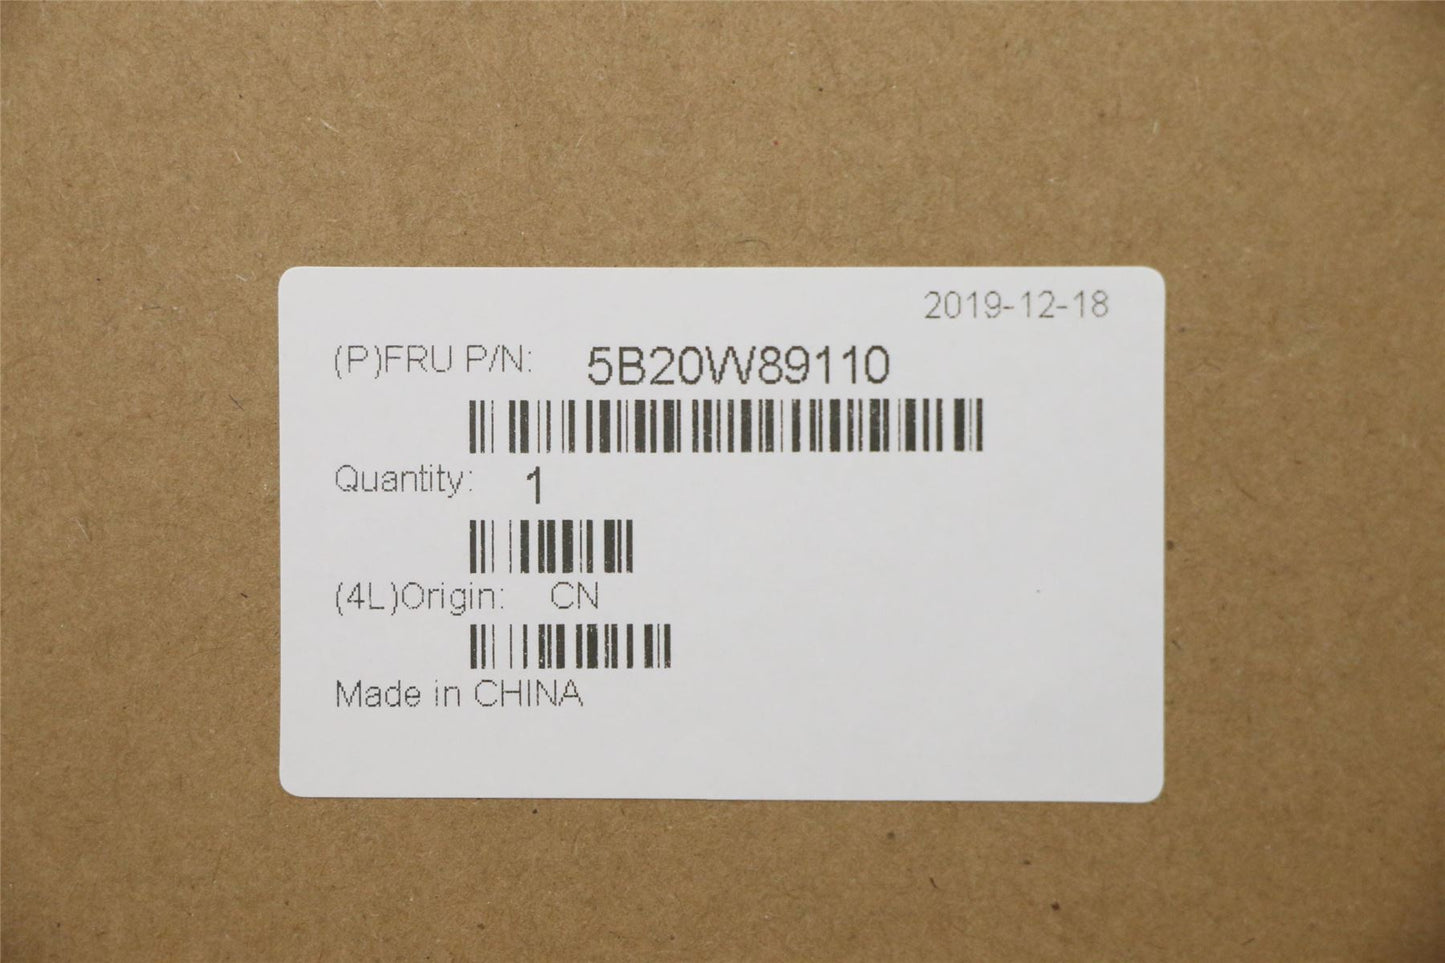 2019-12-18
(P)FRU P/N: 5B20W89110
Quantity: 1
(4L)Origin: CN
Made in CHINA